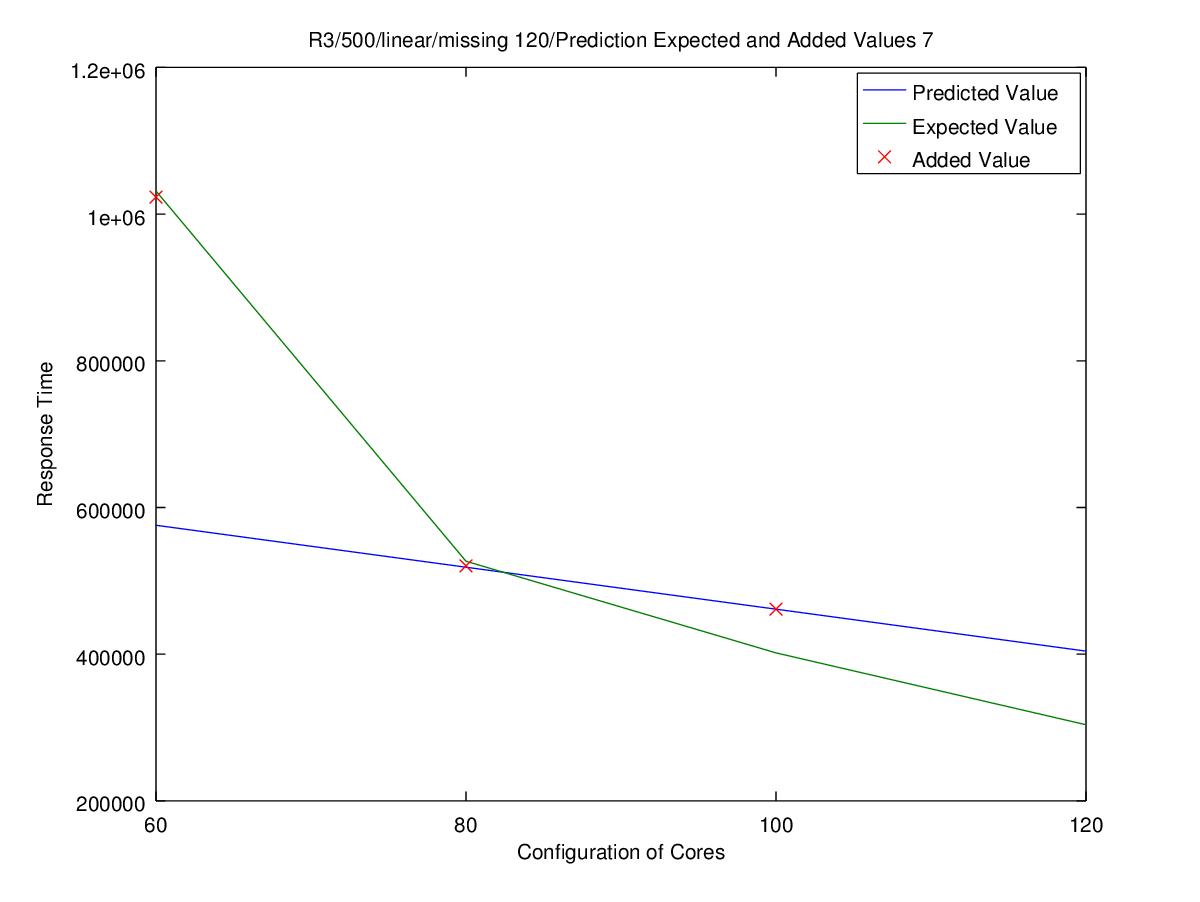 R3/500/linear/missing 120/Prediction Expected and Added Values 7
1.2e+06
1e+06
800000
600000
400000
200000
Response Time
Predicted Value
Expected Value
Added Value
60 80 100 120
Configuration of Cores